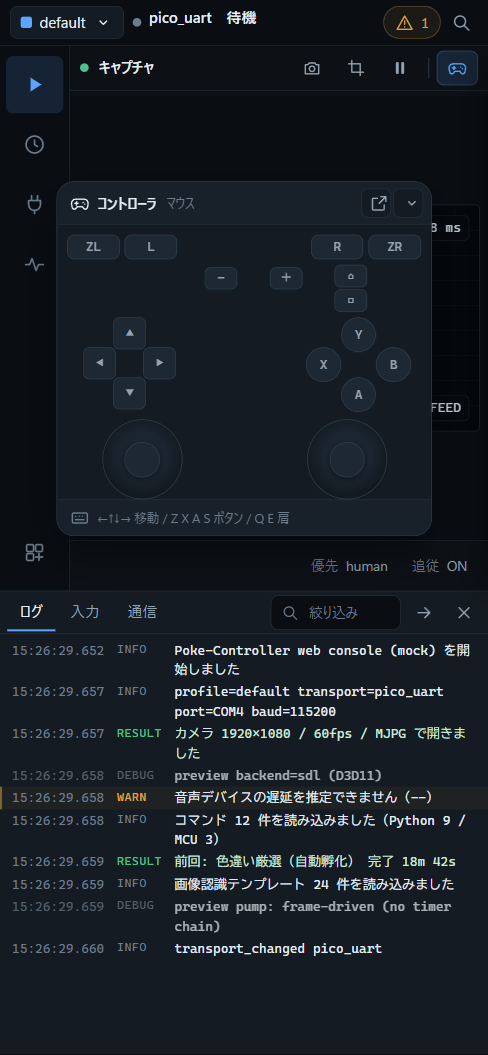 default
pico_uart 待機
1
キャプチャ
コントローラ マウス
8 ms
ZL L R ZR
− +
Y
X B
A
FEED
←↑↓→ 移動 / Z X A S ボタン / Q E 肩
優先 human 追従 ON
ログ 入力 通信 絞り込み
15:26:29.652 INFO Poke-Controller web console (mock) を開
始しました
15:26:29.657 INFO profile=default transport=pico_uart
port=COM4 baud=115200
15:26:29.657 RESULT カメラ 1920×1080 / 60fps / MJPG で開きま
した
15:26:29.658 DEBUG preview backend=sdl (D3D11)
15:26:29.658 WARN 音声デバイスの遅延を推定できません (--)
15:26:29.658 INFO コマンド 12 件を読み込みました (Python 9 /
MCU 3)
15:26:29.659 RESULT 前回: 色違い厳選 (自動孵化) 完了 18m 42s
15:26:29.659 INFO 画像認識テンプレート 24 件を読み込みました
15:26:29.659 DEBUG preview pump: frame-driven (no timer
chain)
15:26:29.660 INFO transport_changed pico_uart